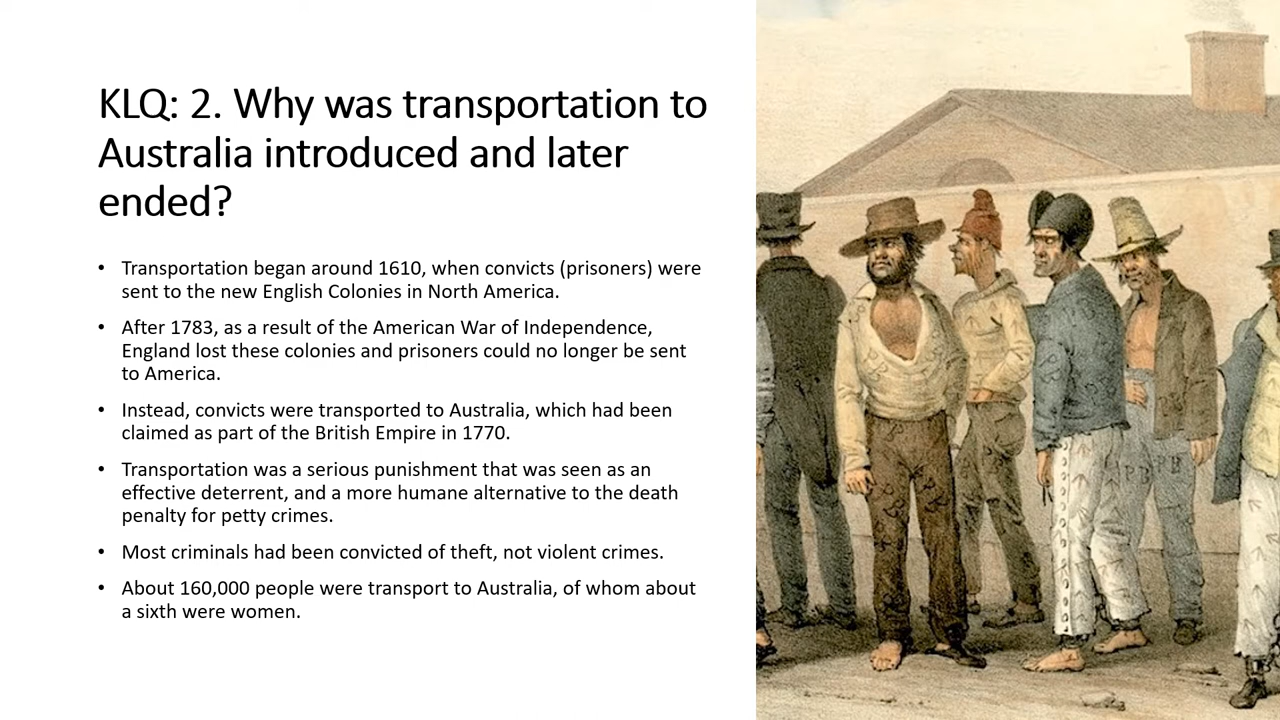 KLQ: 2. Why was transportation to
Australia introduced and later
ended?
• Transportation began around 1610, when convicts (prisoners) were
sent to the new English Colonies in North America.
• After 1783, as a result of the American War of Independence,
England lost these colonies and prisoners could no longer be sent
to America.
• Instead, convicts were transported to Australia, which had been
claimed as part of the British Empire in 1770.
• Transportation was a serious punishment that was seen as an
effective deterrent, and a more humane alternative to the death
penalty for petty crimes.
• Most criminals had been convicted of theft, not violent crimes.
• About 160,000 people were transport to Australia, of whom about
a sixth were women.